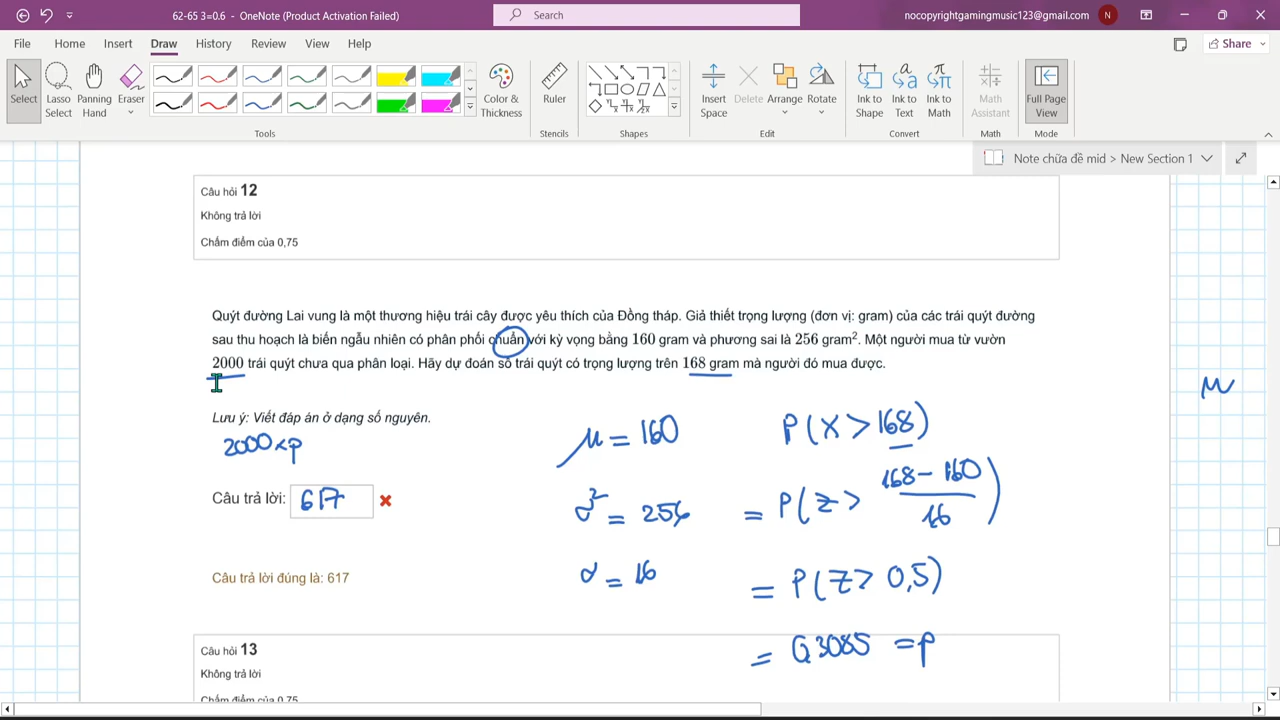 62-65 3=0.6 - OneNote (Product Activation Failed)
Search
nocopyrightgamingmusic123@gmail.com
N
File Home Insert Draw History Review View Help
Share
Select
Lasso Select
Panning Hand
Eraser
Color & Thickness
Ruler
Insert Space
Delete
Arrange
Rotate
Ink to Shape
Ink to Text
Ink to Math
Math Assistant
Full Page View
Tools Stencils Shapes Edit Convert Math Mode
Note chữa đề mid > New Section 1
Câu hỏi 12
Không trả lời
Chấm điểm của 0,75
Quýt đường Lai vung là một thương hiệu trái cây được yêu thích của Đồng tháp. Giả thiết trọng lượng (đơn vị: gram) của các trái quýt đường
sau thu hoạch là biến ngẫu nhiên có phân phối chuẩn với kỳ vọng bằng 160 gram và phương sai là 256 gram². Một người mua từ vườn
2000 trái quýt chưa qua phân loại. Hãy dự đoán số trái quýt có trọng lượng trên 168 gram mà người đó mua được.
Lưu ý: Viết đáp án ở dạng số nguyên.
2000 x p
Câu trả lời: 617
Câu trả lời đúng là: 617
μ = 160
σ² = 256
σ = 16
P(X > 168)
= P(Z > (168 - 160)/16)
= P(Z > 0,5)
= 0,3085 = p
μ
Câu hỏi 13
Không trả lời
Chấm điểm của 0,75